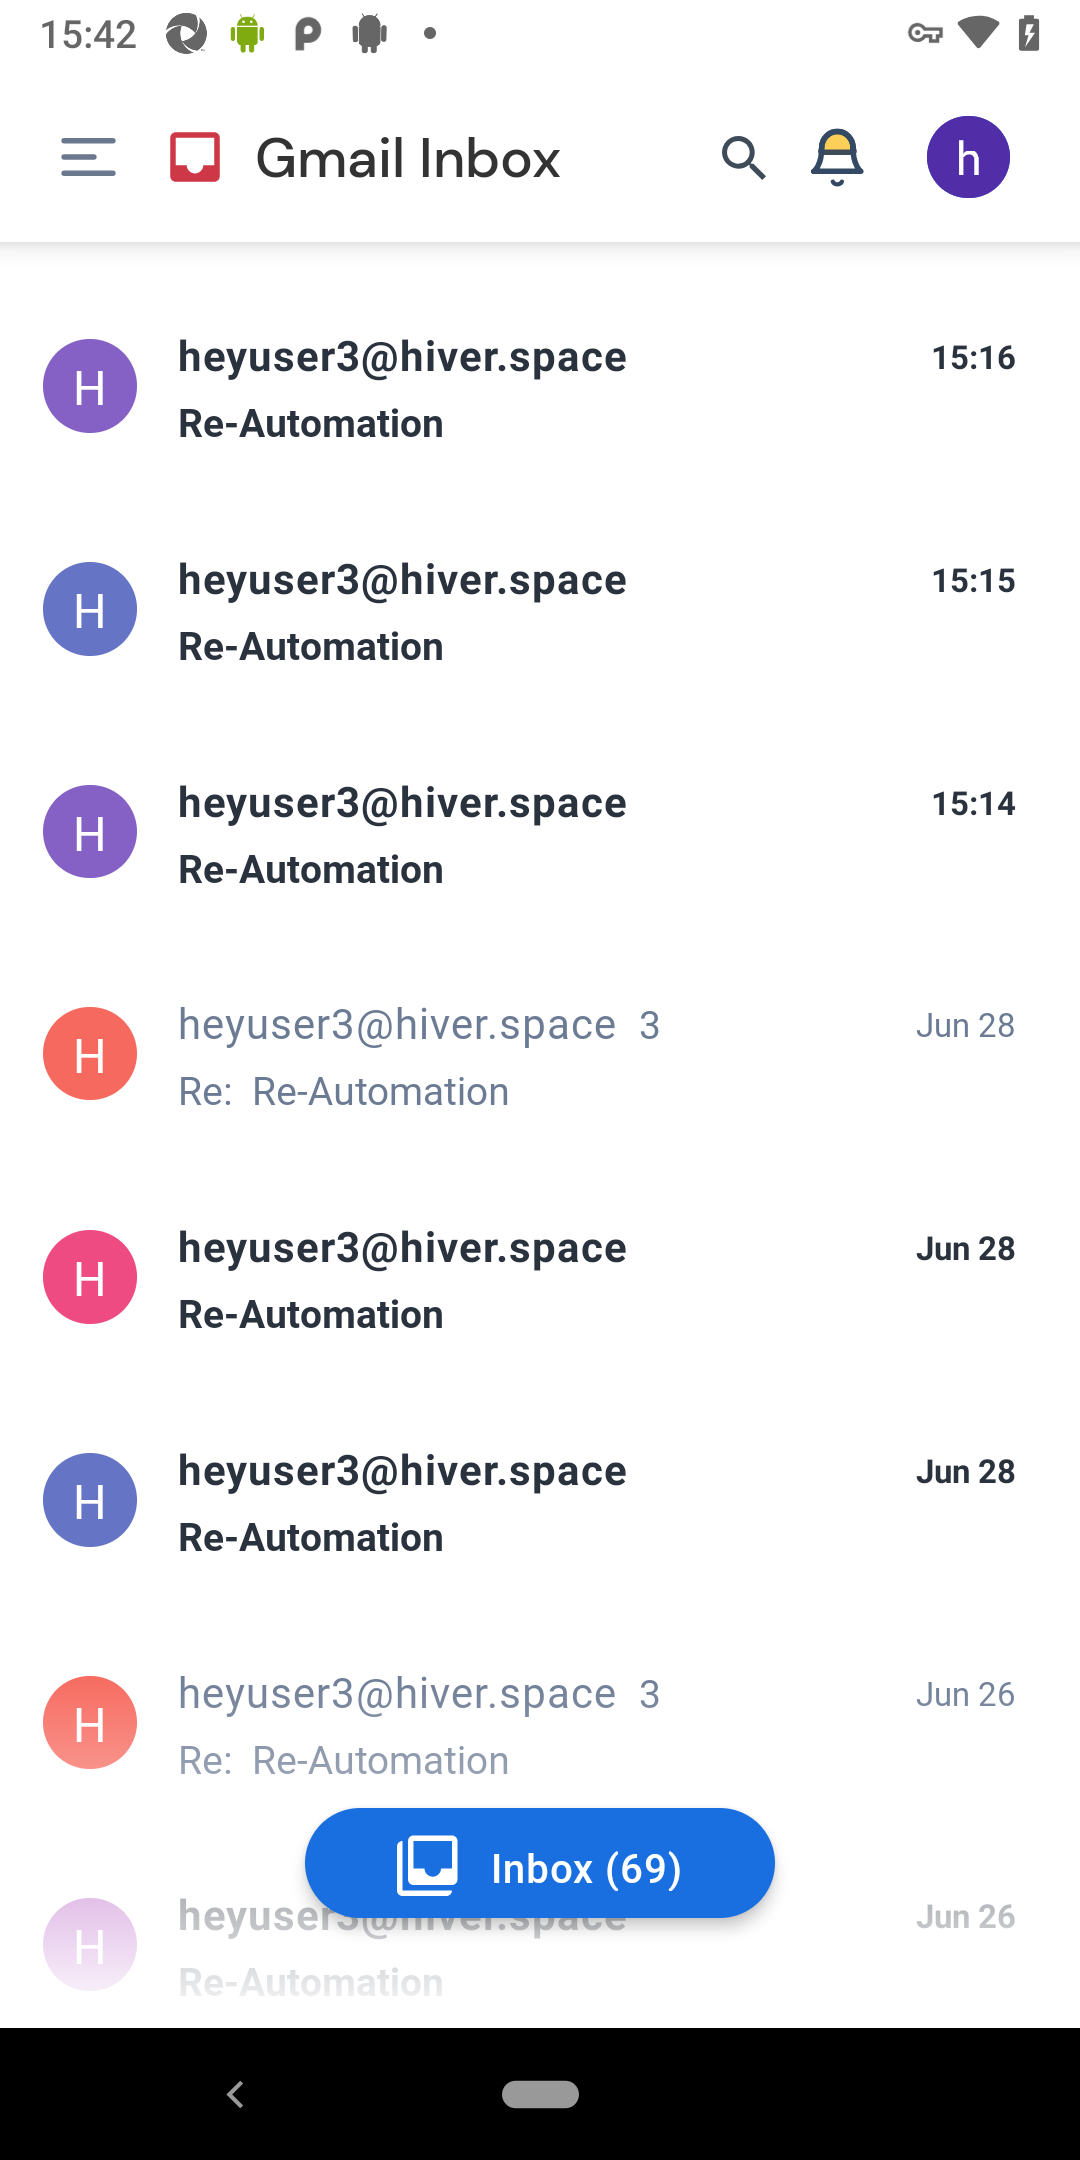 15:42
Gmail Inbox
h
H
heyuser3@hiver.space
15:16
Re-Automation
H
heyuser3@hiver.space
15:15
Re-Automation
H
heyuser3@hiver.space
15:14
Re-Automation
H
heyuser3@hiver.space 3
Jun 28
Re: Re-Automation
H
heyuser3@hiver.space
Jun 28
Re-Automation
H
heyuser3@hiver.space
Jun 28
Re-Automation
H
heyuser3@hiver.space 3
Jun 26
Re: Re-Automation
Inbox (69)
H
heyuser3@hiver.space
Jun 26
Re-Automation